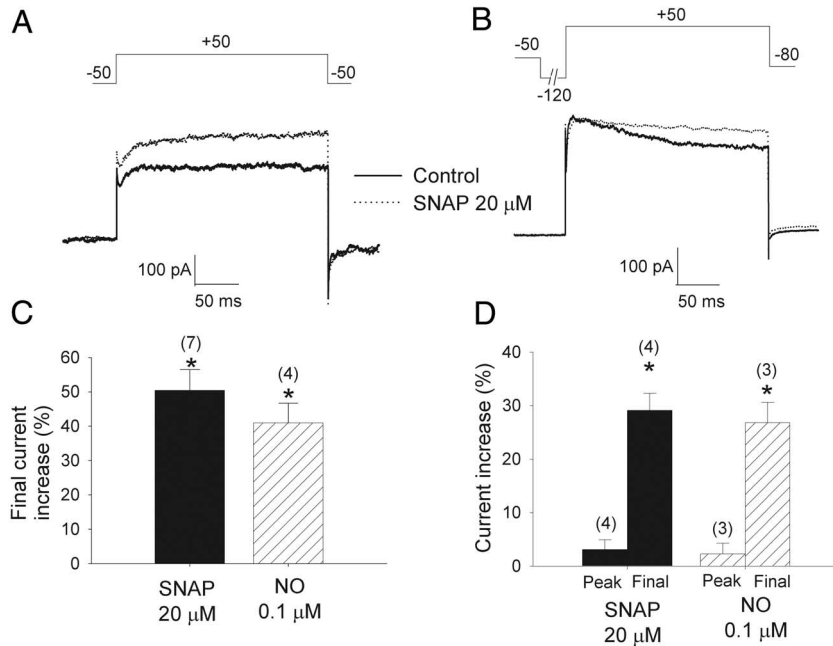 A
+50
-50
-50
B
+50
-50
-120
-80
Control
SNAP 20 μM
100 pA
50 ms
100 pA
50 ms
C
Final current
increase (%)
60
50
40
30
20
10
0
(7)
*
(4)
*
SNAP
20 μM
NO
0.1 μM
D
Current increase (%)
40
30
20
10
0
(4)
(4)
*
(3)
(3)
*
Peak Final Peak Final
SNAP
20 μM
NO
0.1 μM